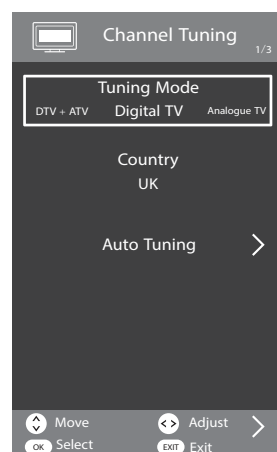 Channel Tuning
1/3
Tuning Mode
DTV + ATV Digital TV Analogue TV
Country
UK
Auto Tuning
Move Adjust
OK Select EXIT Exit